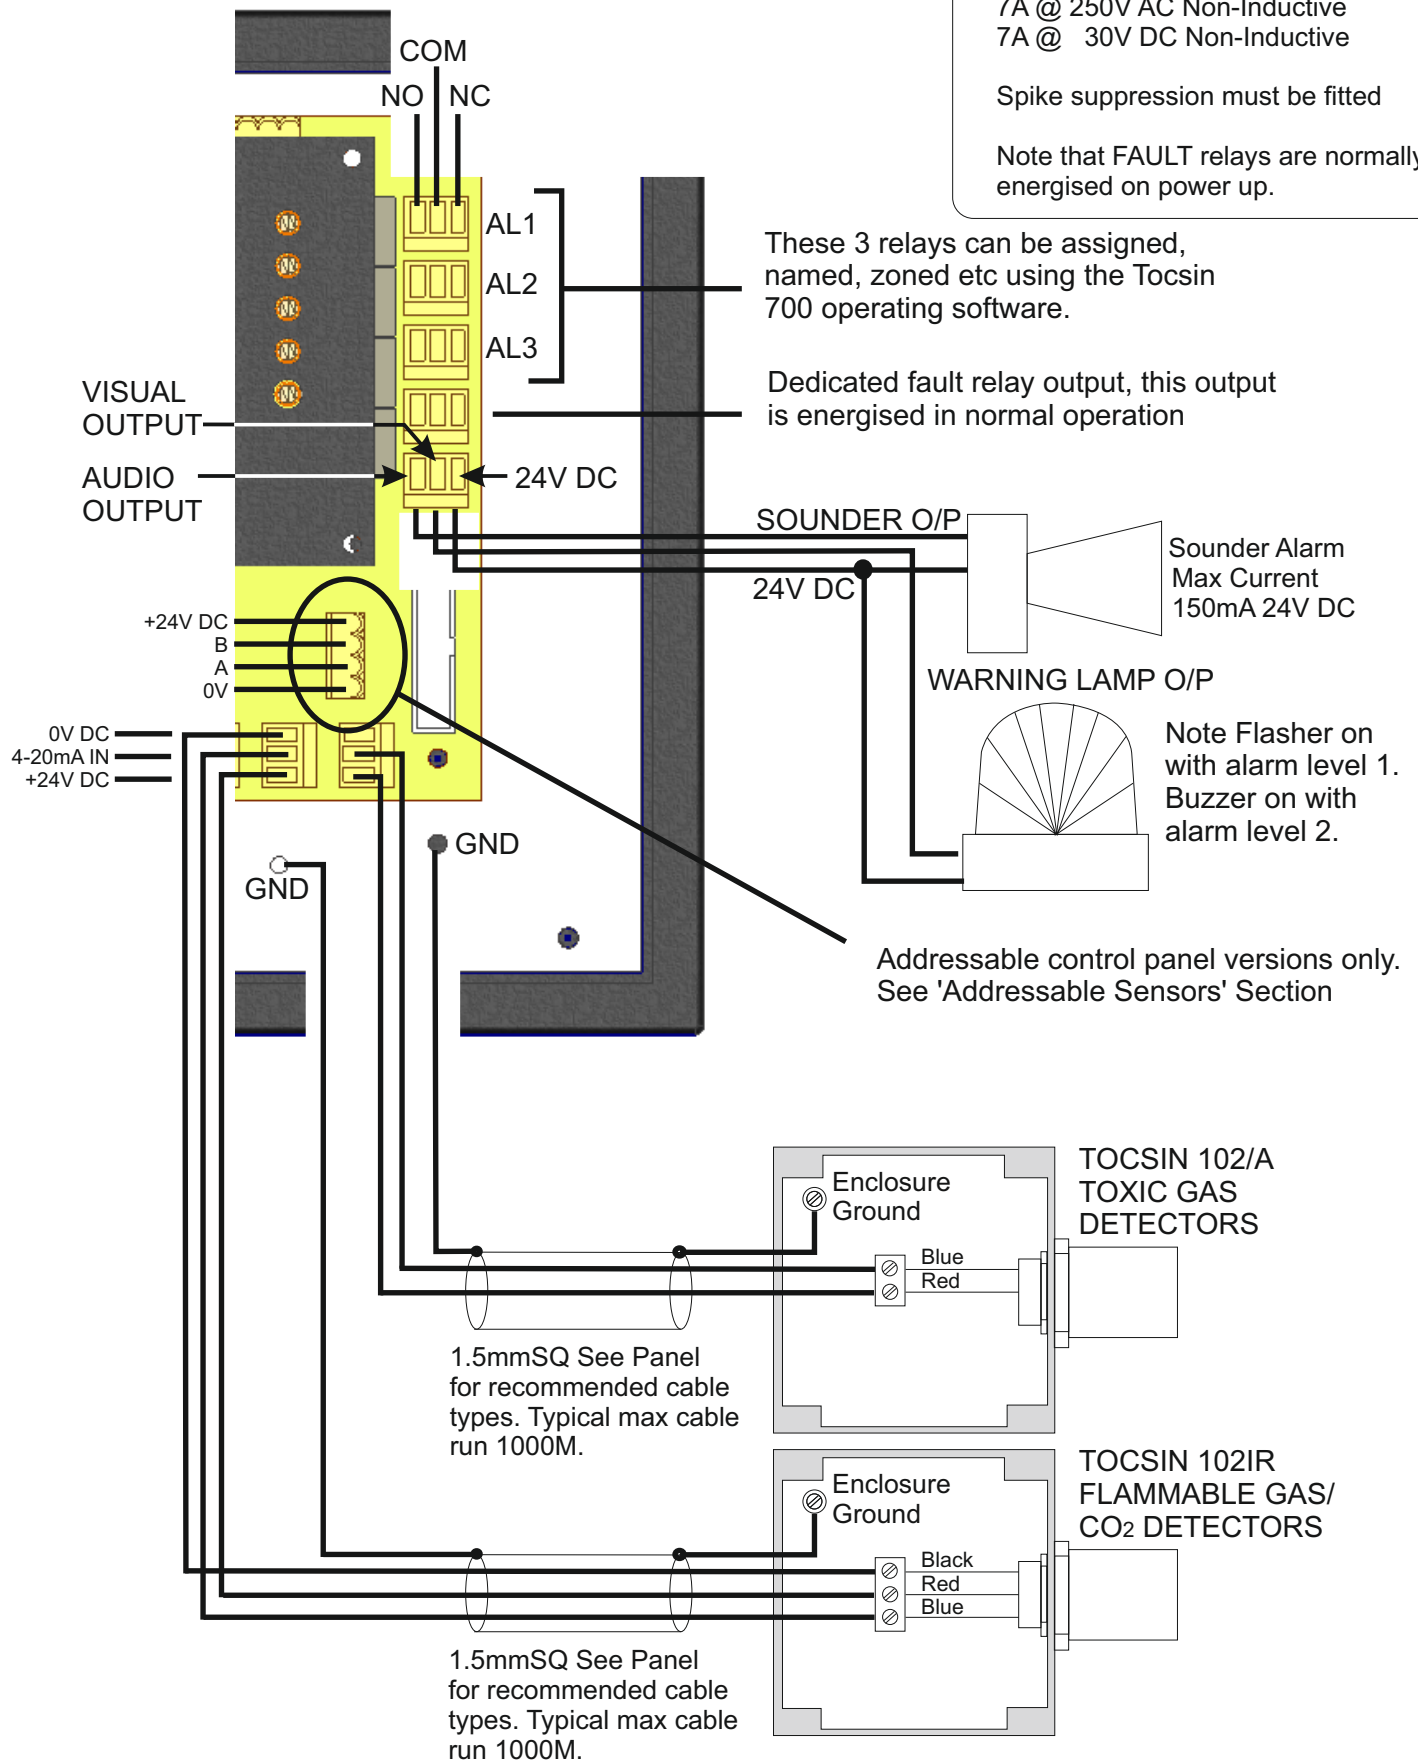 7A @ 250V AC Non-Inductive
7A @ 30V DC Non-Inductive
Spike suppression must be fitted
Note that FAULT relays are normally
energised on power up.
COM
NO NC
AL1
AL2
AL3
These 3 relays can be assigned,
named, zoned etc using the Tocsin
700 operating software.
Dedicated fault relay output, this output
is energised in normal operation
VISUAL
OUTPUT
AUDIO
OUTPUT
24V DC
SOUNDER O/P
24V DC
Sounder Alarm
Max Current
150mA 24V DC
+24V DC
B
A
0V
0V DC
4-20mA IN
+24V DC
WARNING LAMP O/P
Note Flasher on
with alarm level 1.
Buzzer on with
alarm level 2.
GND
GND
Addressable control panel versions only.
See 'Addressable Sensors' Section
TOCSIN 102/A
TOXIC GAS
DETECTORS
Enclosure
Ground
Blue
Red
1.5mmSQ See Panel
for recommended cable
types. Typical max cable
run 1000M.
TOCSIN 102IR
FLAMMABLE GAS/
CO2 DETECTORS
Enclosure
Ground
Black
Red
Blue
1.5mmSQ See Panel
for recommended cable
types. Typical max cable
run 1000M.